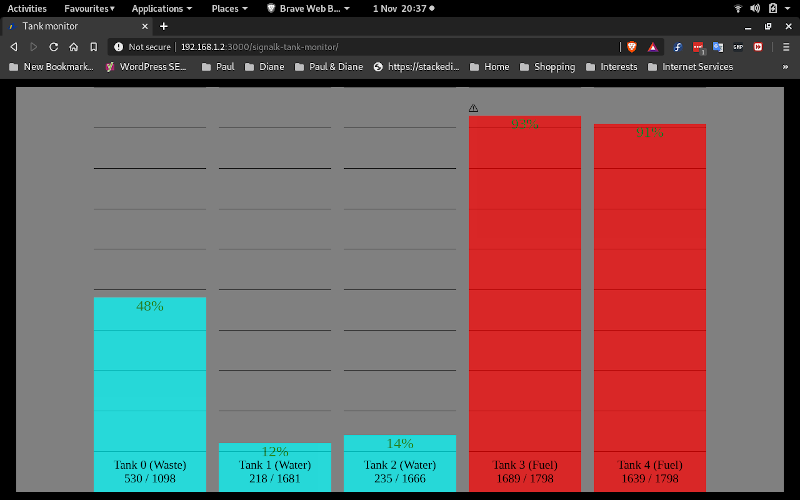 Activities Favourites Applications Places Brave Web B... 1 Nov 20:37
Tank monitor
Not secure 192.168.1.2:3000/signalk-tank-monitor/
New Bookmark... WordPress SE... Paul Diane Paul & Diane https://stackedi... Home Shopping Interests Internet Services »
93% 92%
48%
12% 14%
Tank 0 (Waste) Tank 1 (Water) Tank 2 (Water) Tank 3 (Fuel) Tank 4 (Fuel)
530 / 1098 218 / 1681 235 / 1666 1689 / 1798 1639 / 1798